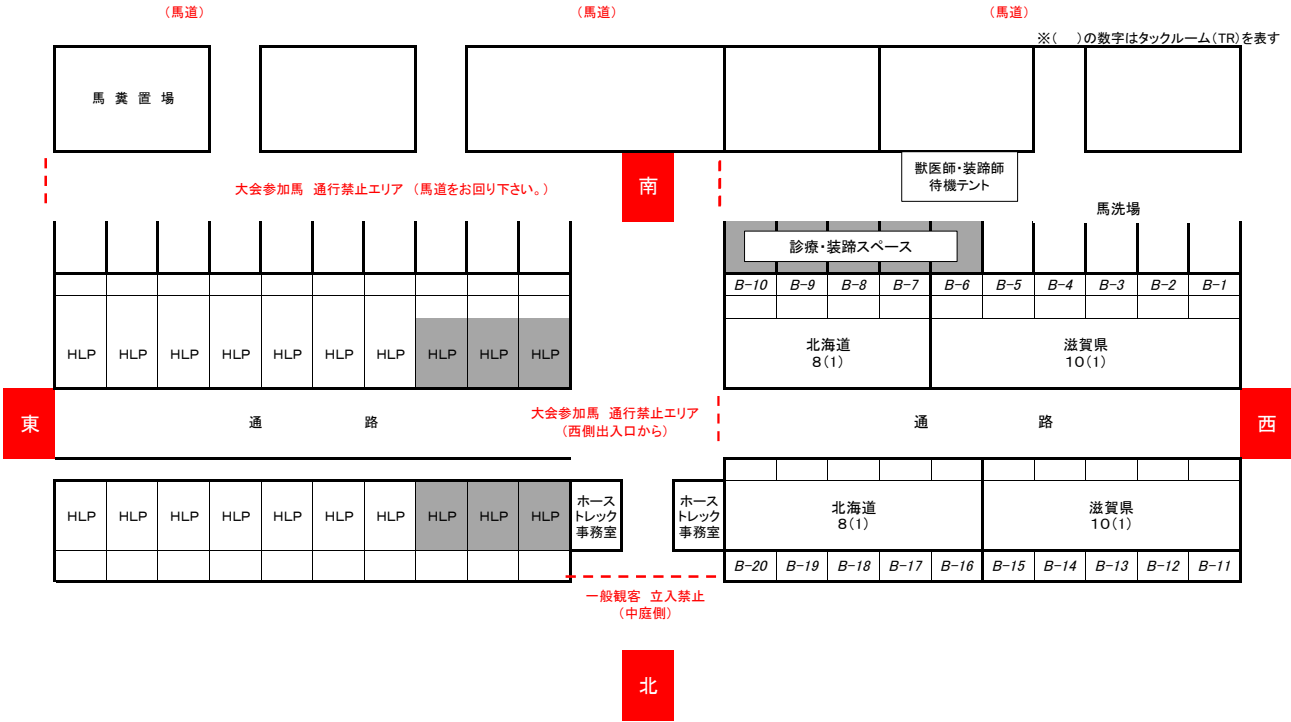 （馬道）
（馬道）
（馬道）
※(　)の数字はタックルーム(TR)を表す
馬 糞 置 場
南
獣医師・装蹄師
待機テント
大会参加馬 通行禁止エリア （馬道をお回り下さい。）
馬洗場
診療・装蹄スペース
B-10 B-9 B-8 B-7 B-6 B-5 B-4 B-3 B-2 B-1
HLP HLP HLP HLP HLP HLP HLP HLP HLP HLP
北海道
8(1)
滋賀県
10(1)
東
通 路
大会参加馬 通行禁止エリア
（西側出入口から）
通 路
西
HLP HLP HLP HLP HLP HLP HLP HLP HLP HLP
ホース
トレック
事務室
ホース
トレック
事務室
北海道
8(1)
滋賀県
10(1)
B-20 B-19 B-18 B-17 B-16 B-15 B-14 B-13 B-12 B-11
一般観客 立入禁止
（中庭側）
北